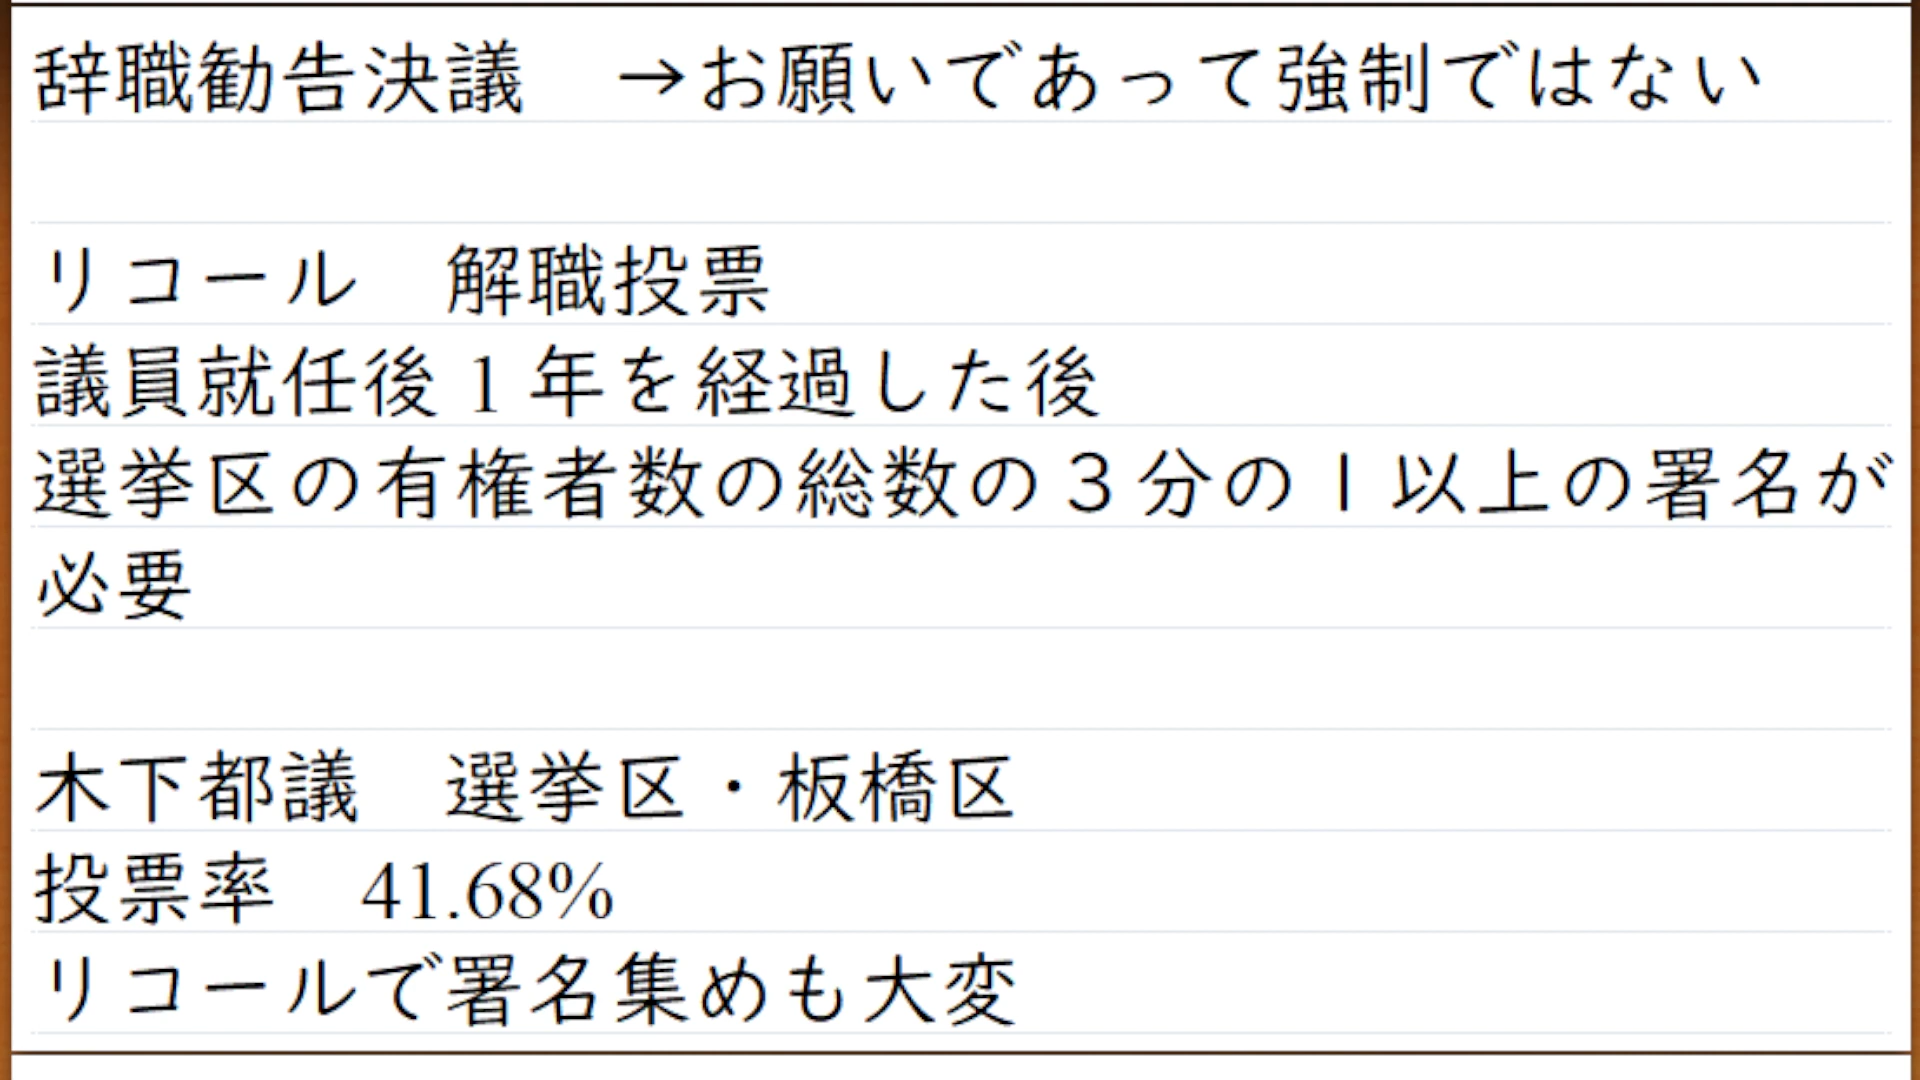 辞職勧告決議　→お願いであって強制ではない
リコール　解職投票
議員就任後1年を経過した後
選挙区の有権者数の総数の３分の１以上の署名が
必要
木下都議　選挙区・板橋区
投票率　41.68%
リコールで署名集めも大変